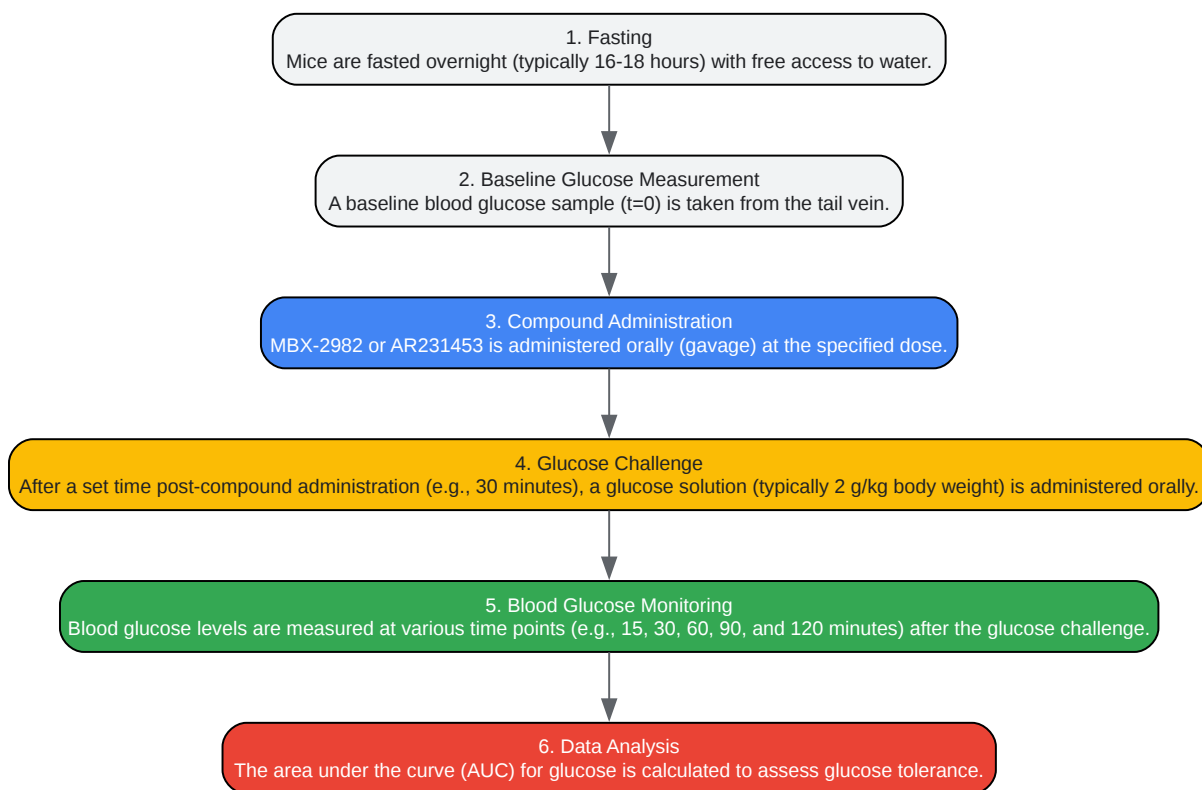 1. Fasting
Mice are fasted overnight (typically 16-18 hours) with free access to water.
2. Baseline Glucose Measurement
A baseline blood glucose sample (t=0) is taken from the tail vein.
3. Compound Administration
MBX-2982 or AR231453 is administered orally (gavage) at the specified dose.
4. Glucose Challenge
After a set time post-compound administration (e.g., 30 minutes), a glucose solution (typically 2 g/kg body weight) is administered orally.
5. Blood Glucose Monitoring
Blood glucose levels are measured at various time points (e.g., 15, 30, 60, 90, and 120 minutes) after the glucose challenge.
6. Data Analysis
The area under the curve (AUC) for glucose is calculated to assess glucose tolerance.